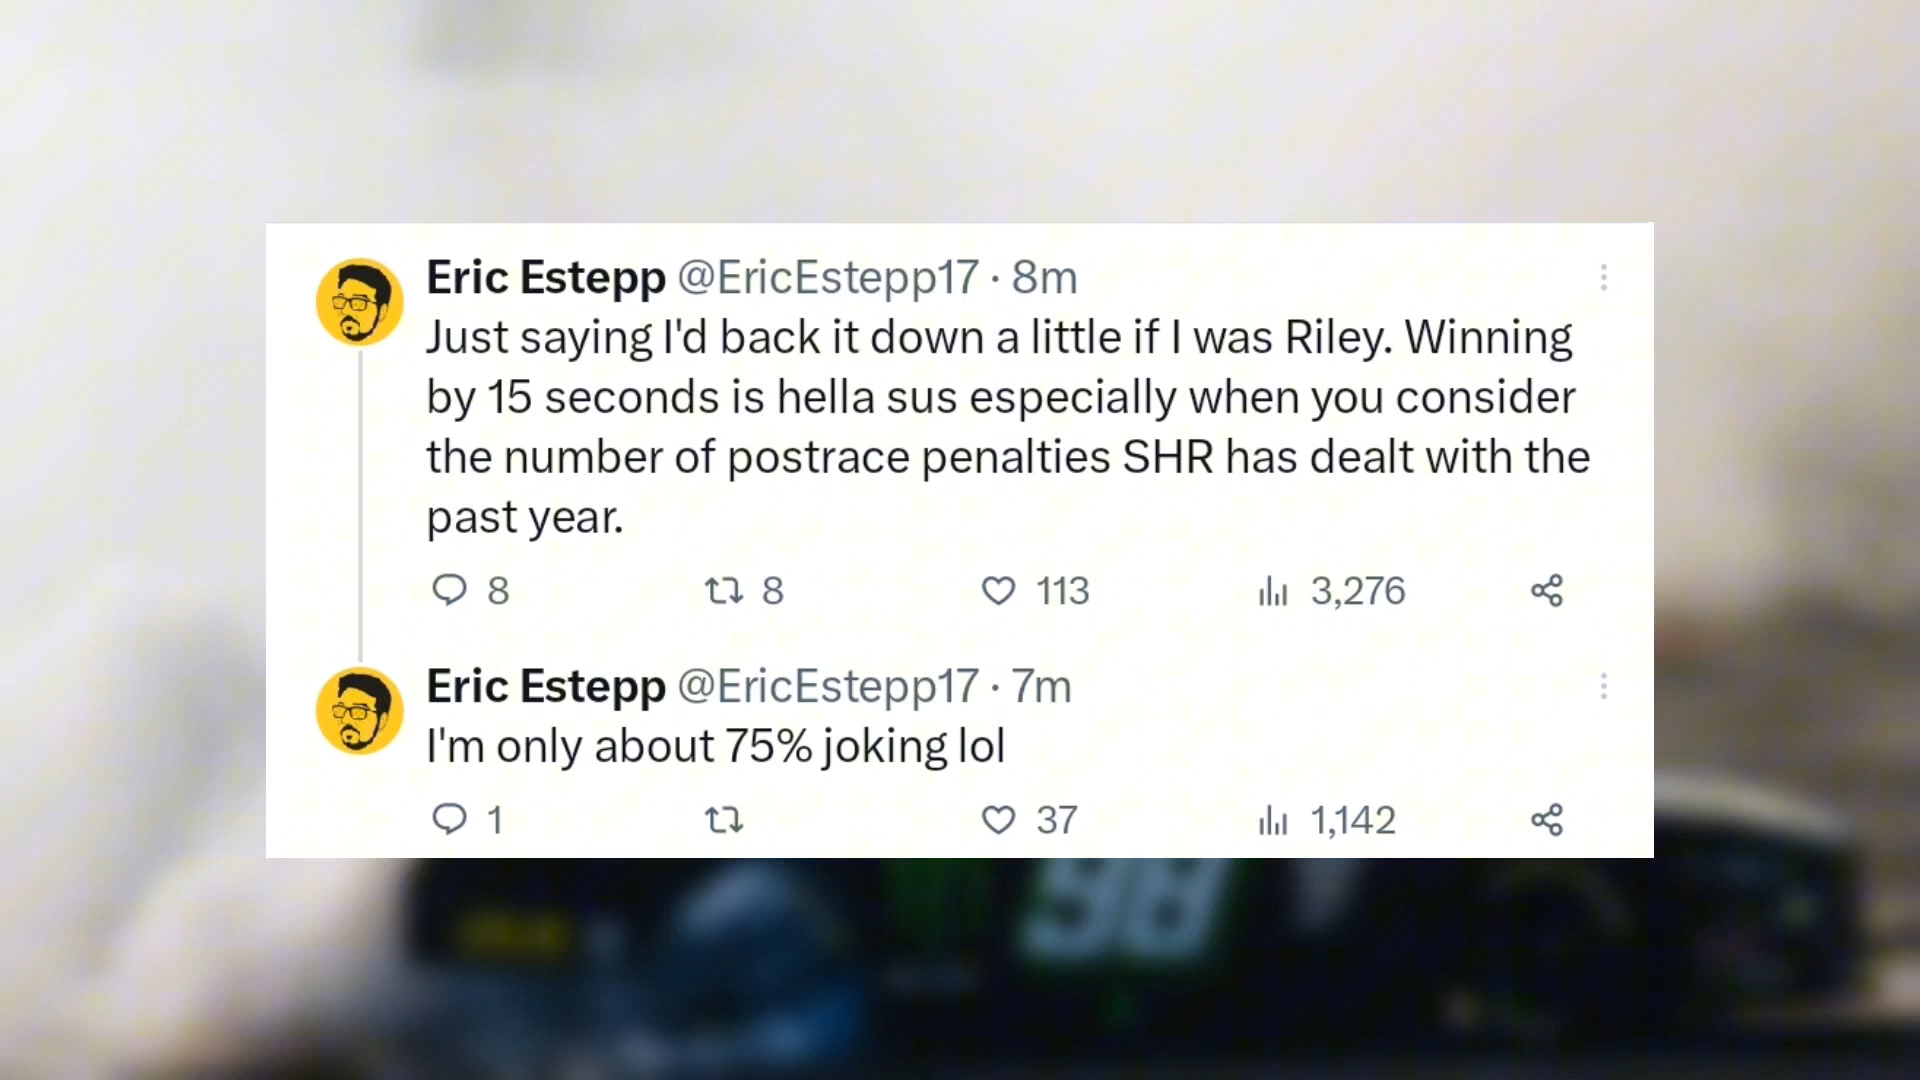 Eric Estepp @EricEstepp17 · 8m
Just saying I'd back it down a little if I was Riley. Winning
by 15 seconds is hella sus especially when you consider
the number of postrace penalties SHR has dealt with the
past year.
8 8 113 3,276
Eric Estepp @EricEstepp17 · 7m
I'm only about 75% joking lol
1 37 1,142
98